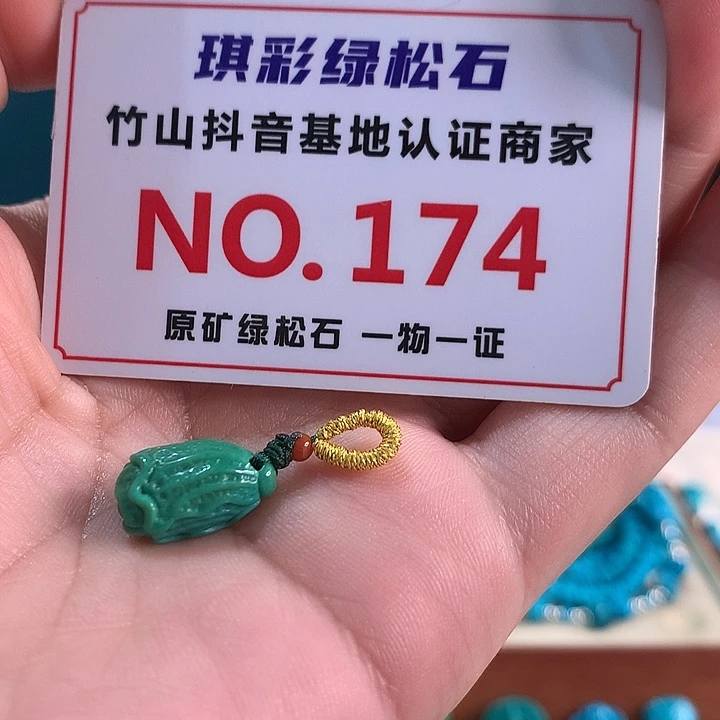 琪彩绿松石
竹山抖音基地认证商家
NO.174
原矿绿松石 一物一证